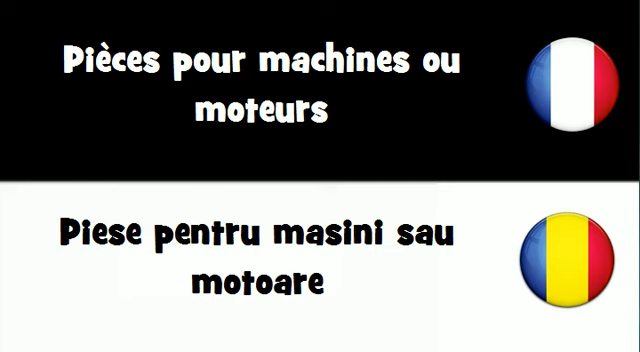 Pièces pour machines ou
moteurs
Piese pentru masini sau
motoare